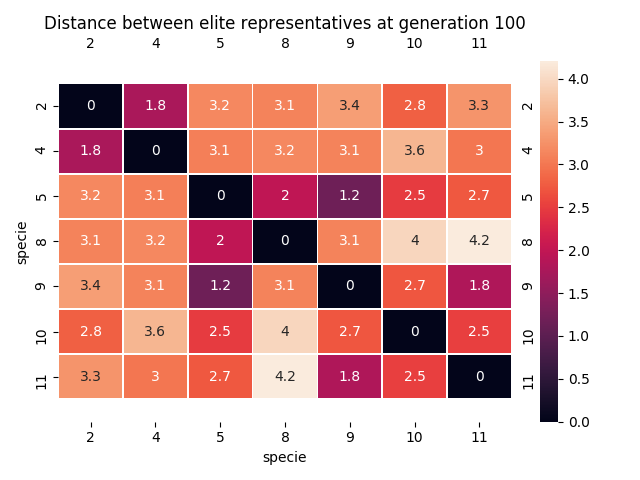 Distance between elite representatives at generation 100
2 4 5 8 9 10 11
2 0 1.8 3.2 3.1 3.4 2.8 3.3 2
4 1.8 0 3.1 3.2 3.1 3.6 3 4
5 3.2 3.1 0 2 1.2 2.5 2.7 5
8 3.1 3.2 2 0 3.1 4 4.2 8
9 3.4 3.1 1.2 3.1 0 2.7 1.8 9
10 2.8 3.6 2.5 4 2.7 0 2.5 10
11 3.3 3 2.7 4.2 1.8 2.5 0 11
2 4 5 8 9 10 11
specie
specie
4.0
3.5
3.0
2.5
2.0
1.5
1.0
0.5
0.0